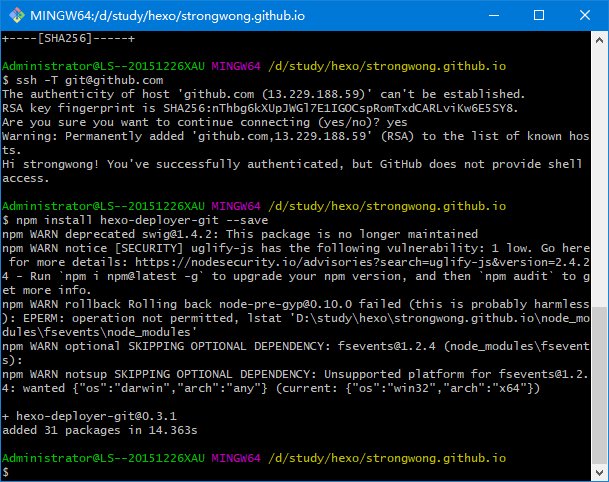 MINGW64:/d/study/hexo/strongwong.github.io
+----[SHA256]-----+
Administrator@LS--20151226XAU MINGW64 /d/study/hexo/strongwong.github.io
$ ssh -T git@github.com
The authenticity of host 'github.com (13.229.188.59)' can't be established.
RSA key fingerprint is SHA256:nThbg6kXUpJWGl7E1IGOCspRomTxdCARLviKw6E5SY8.
Are you sure you want to continue connecting (yes/no)? yes
Warning: Permanently added 'github.com,13.229.188.59' (RSA) to the list of known hos
ts.
Hi strongwong! You've successfully authenticated, but GitHub does not provide shell
access.
Administrator@LS--20151226XAU MINGW64 /d/study/hexo/strongwong.github.io
$ npm install hexo-deployer-git --save
npm WARN deprecated swig@1.4.2: This package is no longer maintained
npm WARN notice [SECURITY] uglify-js has the following vulnerability: 1 low. Go here
 for more details: https://nodesecurity.io/advisories?search=uglify-js&version=2.4.2
4 - Run `npm i npm@latest -g` to upgrade your npm version, and then `npm audit` to g
et more info.
npm WARN rollback Rolling back node-pre-gyp@0.10.0 failed (this is probably harmless
): EPERM: operation not permitted, lstat 'D:\study\hexo\strongwong.github.io\node_mo
dules\fsevents\node_modules'
npm WARN optional SKIPPING OPTIONAL DEPENDENCY: fsevents@1.2.4 (node_modules\fsevent
s):
npm WARN notsup SKIPPING OPTIONAL DEPENDENCY: Unsupported platform for fsevents@1.2.
4: wanted {"os":"darwin","arch":"any"} (current: {"os":"win32","arch":"x64"})
+ hexo-deployer-git@0.3.1
added 31 packages in 14.363s
Administrator@LS--20151226XAU MINGW64 /d/study/hexo/strongwong.github.io
$